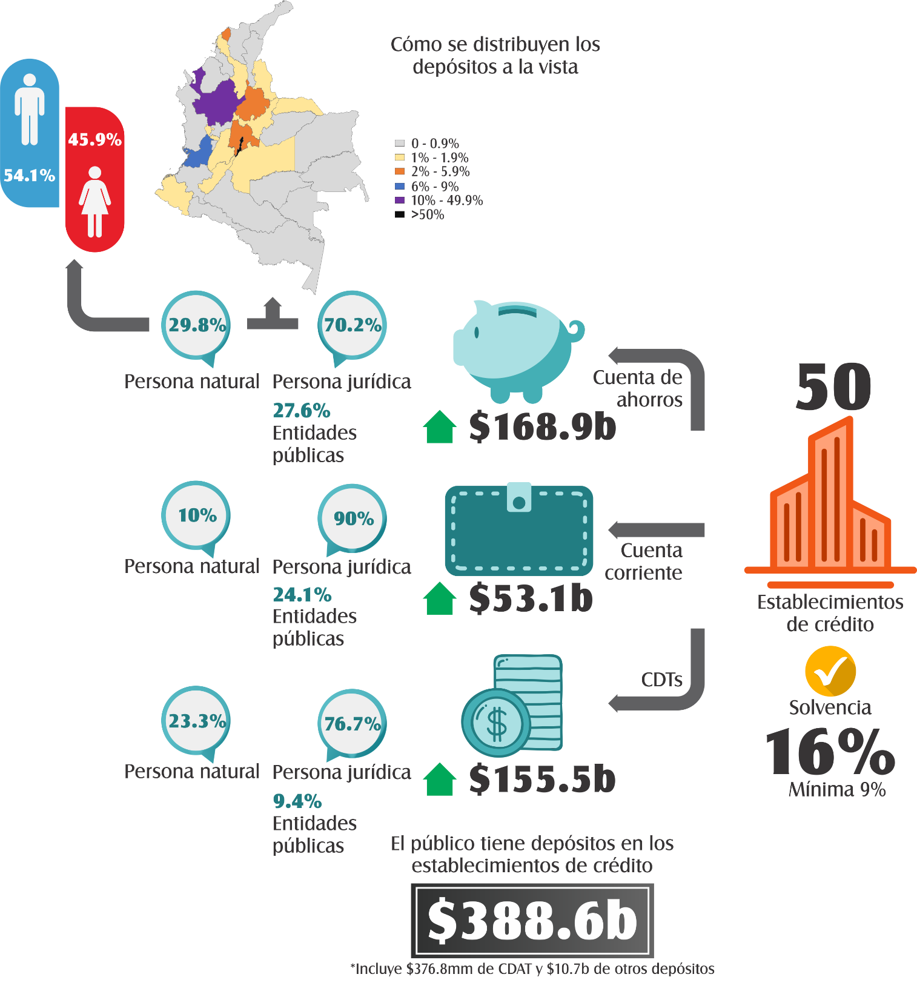 Cómo se distribuyen los
depósitos a la vista
45.9%
54.1%
0 - 0.9%
1% - 1.9%
2% - 5.9%
6% - 9%
10% - 49.9%
>50%
29.8%
70.2%
Persona natural
Persona jurídica
27.6%
Entidades
públicas
Cuenta de
ahorros
$168.9b
50
10%
90%
Persona natural
Persona jurídica
24.1%
Entidades
públicas
Cuenta
corriente
$53.1b
Establecimientos
de crédito
23.3%
76.7%
Persona natural
Persona jurídica
9.4%
Entidades
públicas
CDTs
$
$155.5b
Solvencia
16%
Mínima 9%
El público tiene depósitos en los
establecimientos de crédito
$388.6b
*Incluye $376.8mm de CDAT y $10.7b de otros depósitos